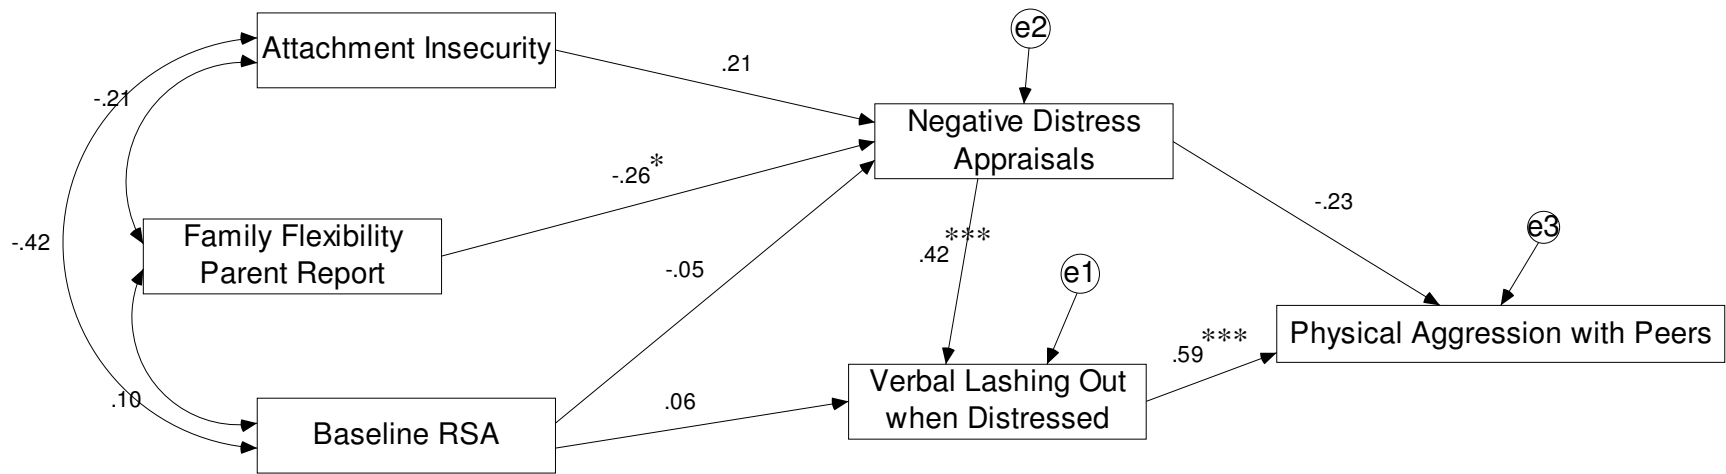 e2
Attachment Insecurity
.21
-.21
Negative Distress
Appraisals
-.26*
-.23
Family Flexibility
Parent Report
-.42
.42***
e3
-.05
e1
Physical Aggression with Peers
.59***
Verbal Lashing Out
when Distressed
.10
.06
Baseline RSA